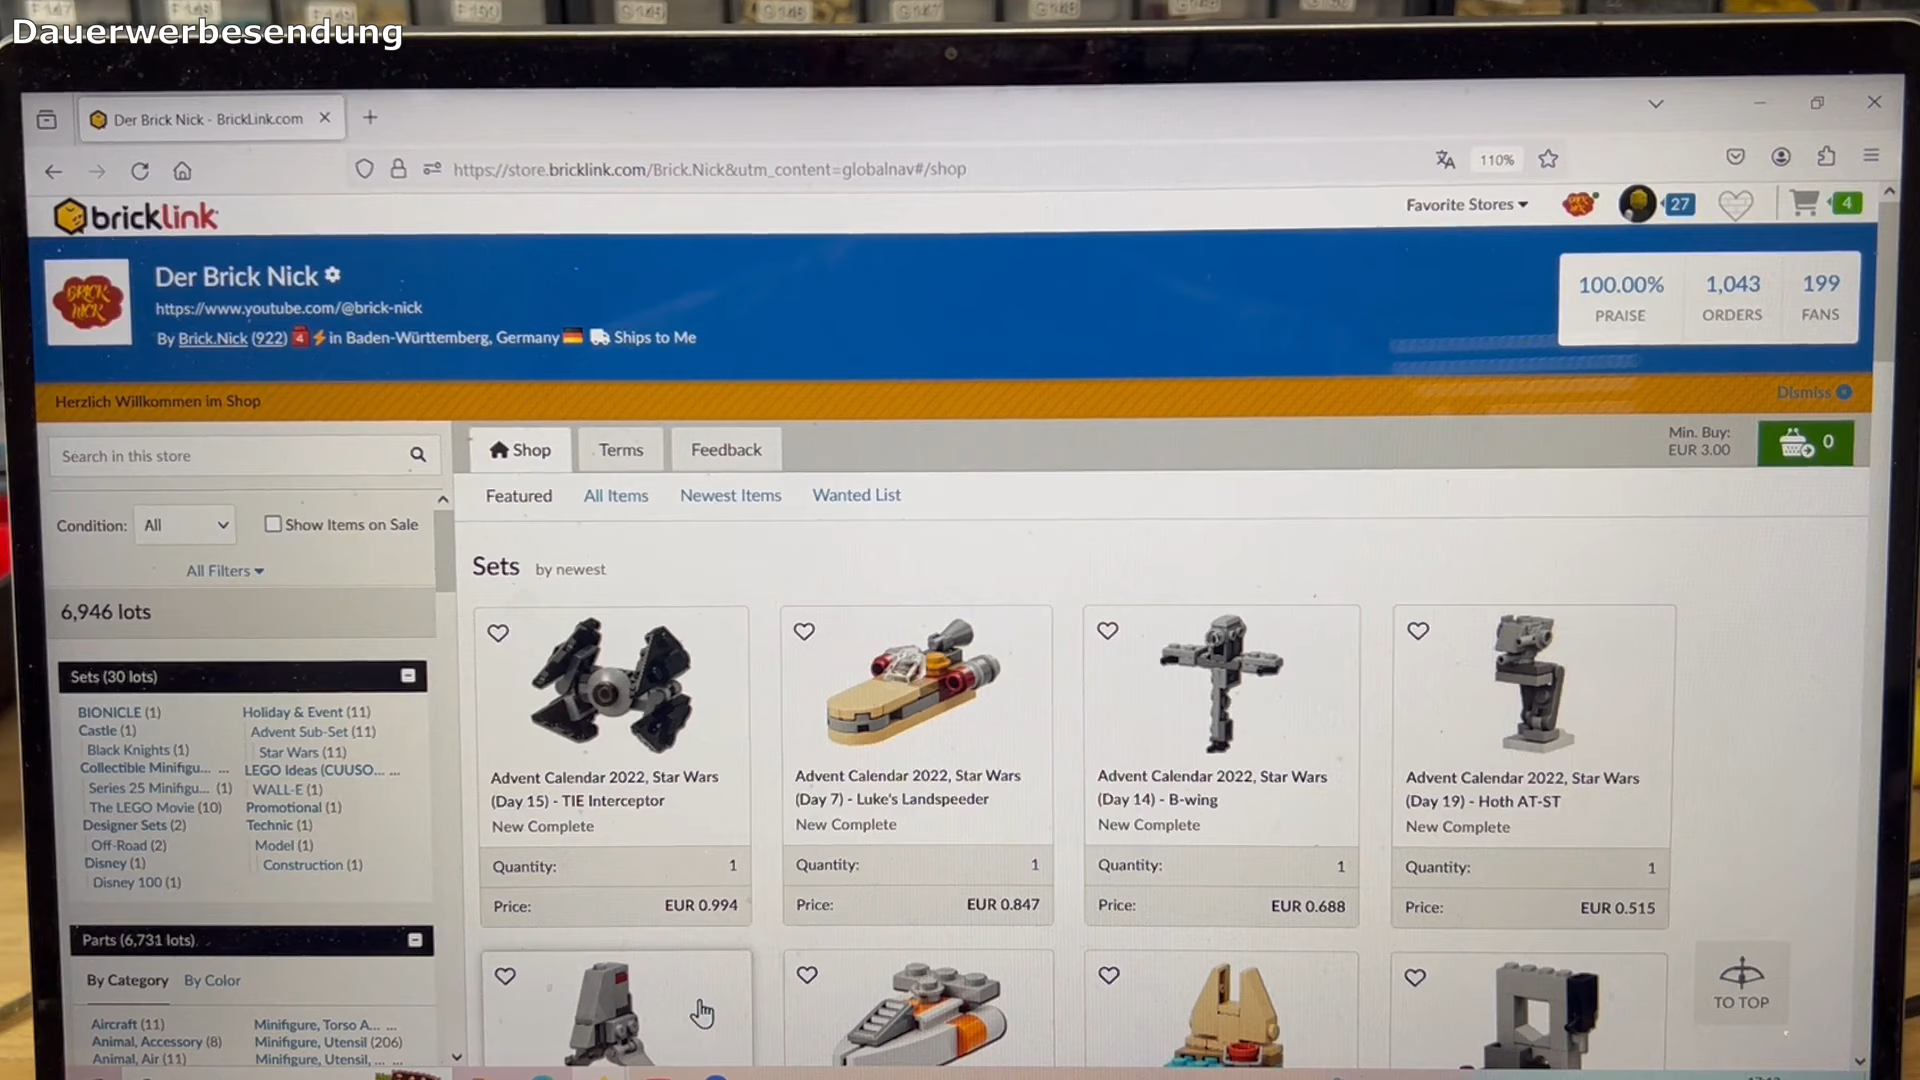 Dauerwerbesendung
Der Brick Nick - BrickLink.com
https://store.bricklink.com/Brick.Nick&utm_content=globalnav#/shop
110%
bricklink
Favorite Stores
27
4
BRICK
NICK
Der Brick Nick
https://www.youtube.com/@brick-nick
By Brick.Nick (922) 4 in Baden-Württemberg, Germany Ships to Me
100.00%
PRAISE
1,043
ORDERS
199
FANS
Herzlich Willkommen im Shop
Dismiss
Search in this store
Shop
Terms
Feedback
Min. Buy:
EUR 3.00
0
Featured
All Items
Newest Items
Wanted List
Condition: All
Show Items on Sale
All Filters
6,946 lots
Sets by newest
Sets (30 lots)
BIONICLE (1)
Castle (1)
Black Knights (1)
Collectible Minifigu... ...
Series 25 Minifigu... (1)
The LEGO Movie (10)
Designer Sets (2)
Off-Road (2)
Disney (1)
Disney 100 (1)
Holiday & Event (11)
Advent Sub-Set (11)
Star Wars (11)
LEGO Ideas (CUUSO... ...
WALL-E (1)
Promotional (1)
Technic (1)
Model (1)
Construction (1)
Advent Calendar 2022, Star Wars
(Day 15) - TIE Interceptor
New Complete
Quantity: 1
Price: EUR 0.994
Advent Calendar 2022, Star Wars
(Day 7) - Luke's Landspeeder
New Complete
Quantity: 1
Price: EUR 0.847
Advent Calendar 2022, Star Wars
(Day 14) - B-wing
New Complete
Quantity: 1
Price: EUR 0.688
Advent Calendar 2022, Star Wars
(Day 19) - Hoth AT-ST
New Complete
Quantity: 1
Price: EUR 0.515
Parts (6,731 lots)
By Category
By Color
Aircraft (11)
Animal, Accessory (8)
Animal, Air (11)
Minifigure, Torso A... ...
Minifigure, Utensil (206)
Minifigure, Utensil, ... ...
TO TOP